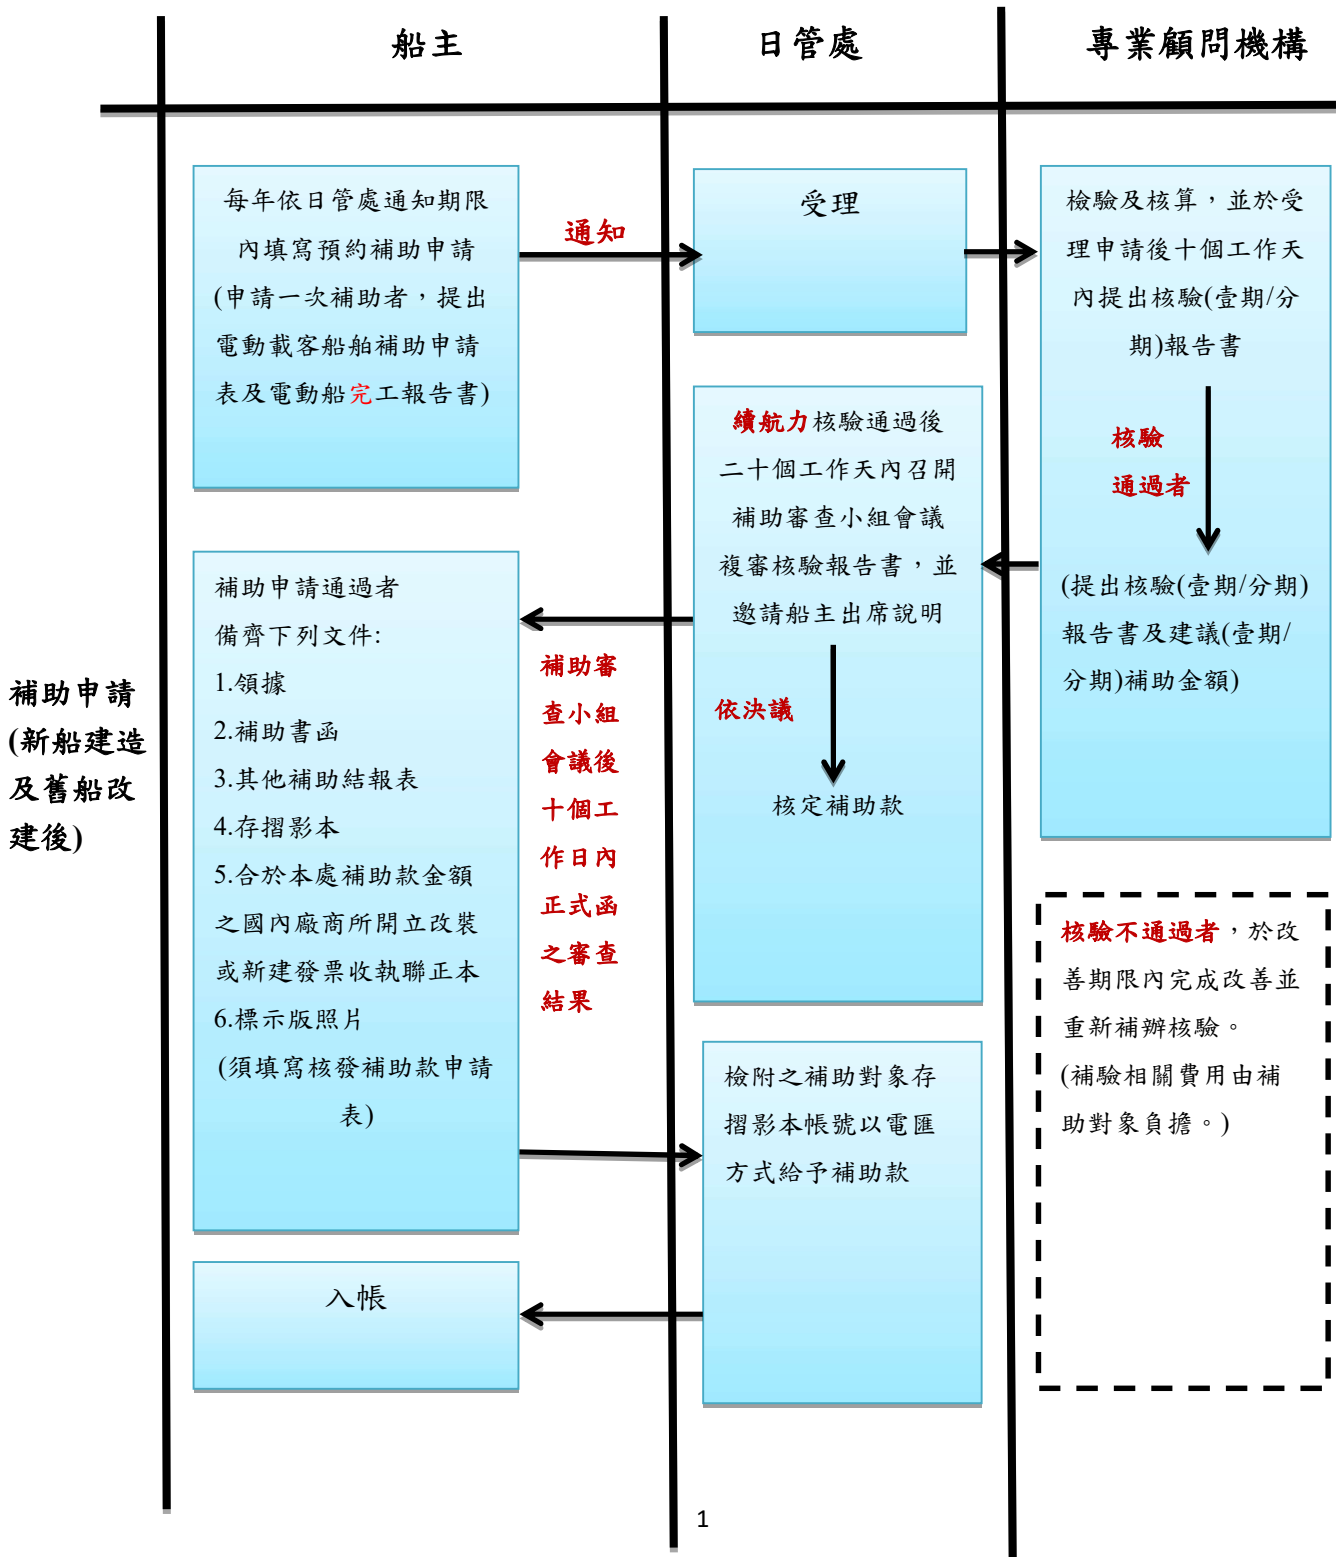 船主
日管處
專業顧問機構
補助申請
(新船建造
及舊船改
建後)
每年依日管處通知期限
內填寫預約補助申請
(申請一次補助者，提出
電動載客船舶補助申請
表及電動船完工報告書)
通知
受理
檢驗及核算，並於受
理申請後十個工作天
內提出核驗(壹期/分
期)報告書
核驗
通過者
(提出核驗(壹期/分期)
報告書及建議(壹期/
分期)補助金額)
續航力核驗通過後
二十個工作天內召開
補助審查小組會議
複審核驗報告書，並
邀請船主出席說明
依決議
核定補助款
補助審
查小組
會議後
十個工
作日內
正式函
之審查
結果
補助申請通過者
備齊下列文件:
1.領據
2.補助書函
3.其他補助結報表
4.存摺影本
5.合於本處補助款金額
之國內廠商所開立改裝
或新建發票收執聯正本
6.標示版照片
(須填寫核發補助款申請
表)
檢附之補助對象存
摺影本帳號以電匯
方式給予補助款
入帳
核驗不通過者，於改
善期限內完成改善並
重新補辦核驗。
(補驗相關費用由補
助對象負擔。)
1